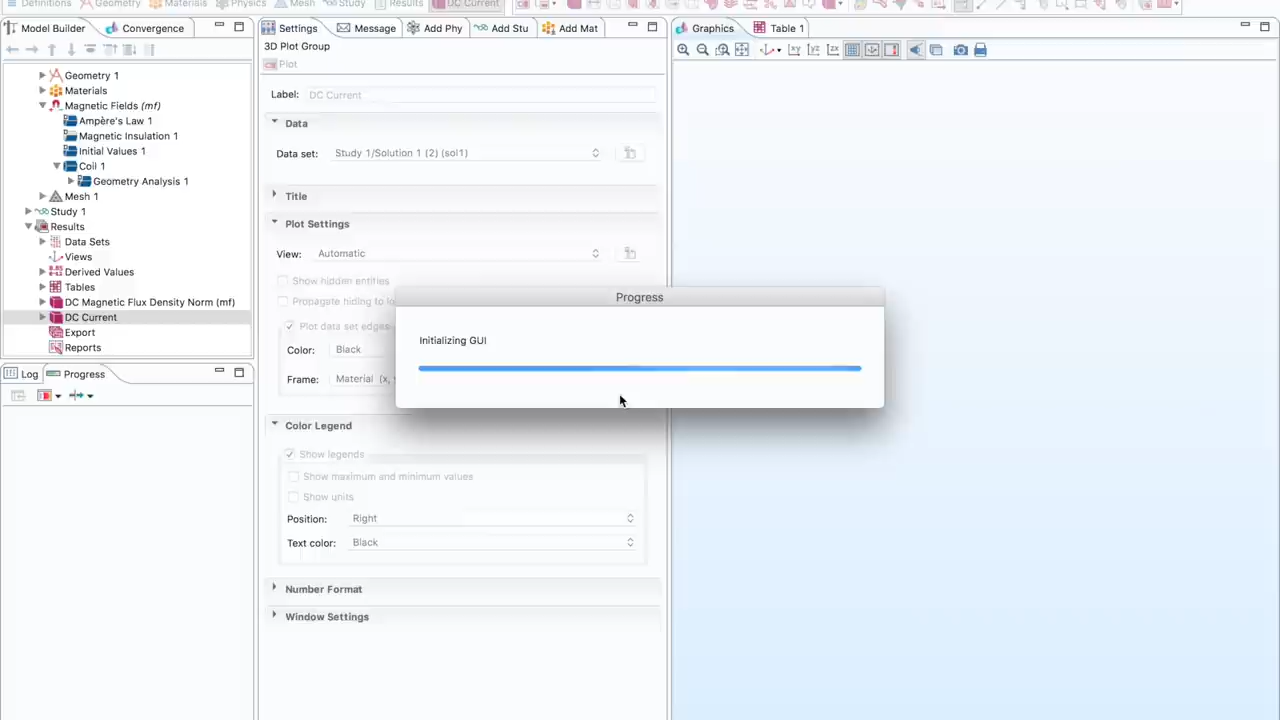 Definitions Geometry Materials Physics Mesh Study Results DC Current
Model Builder Convergence
Geometry 1
Materials
Magnetic Fields (mf)
Ampère's Law 1
Magnetic Insulation 1
Initial Values 1
Coil 1
Geometry Analysis 1
Mesh 1
Study 1
Results
Data Sets
Views
Derived Values
Tables
DC Magnetic Flux Density Norm (mf)
DC Current
Export
Reports
Log Progress
Settings Message Add Phy Add Stu Add Mat
3D Plot Group
Plot
Label: DC Current
Data
Data set: Study 1/Solution 1 (2) (sol1)
Title
Plot Settings
View: Automatic
Show hidden entities
Propagate hiding to lo
Plot data set edges
Color: Black
Frame: Material (x,
Color Legend
Show legends
Show maximum and minimum values
Show units
Position: Right
Text color: Black
Number Format
Window Settings
Progress
Initializing GUI
Graphics Table 1
xy yz zx